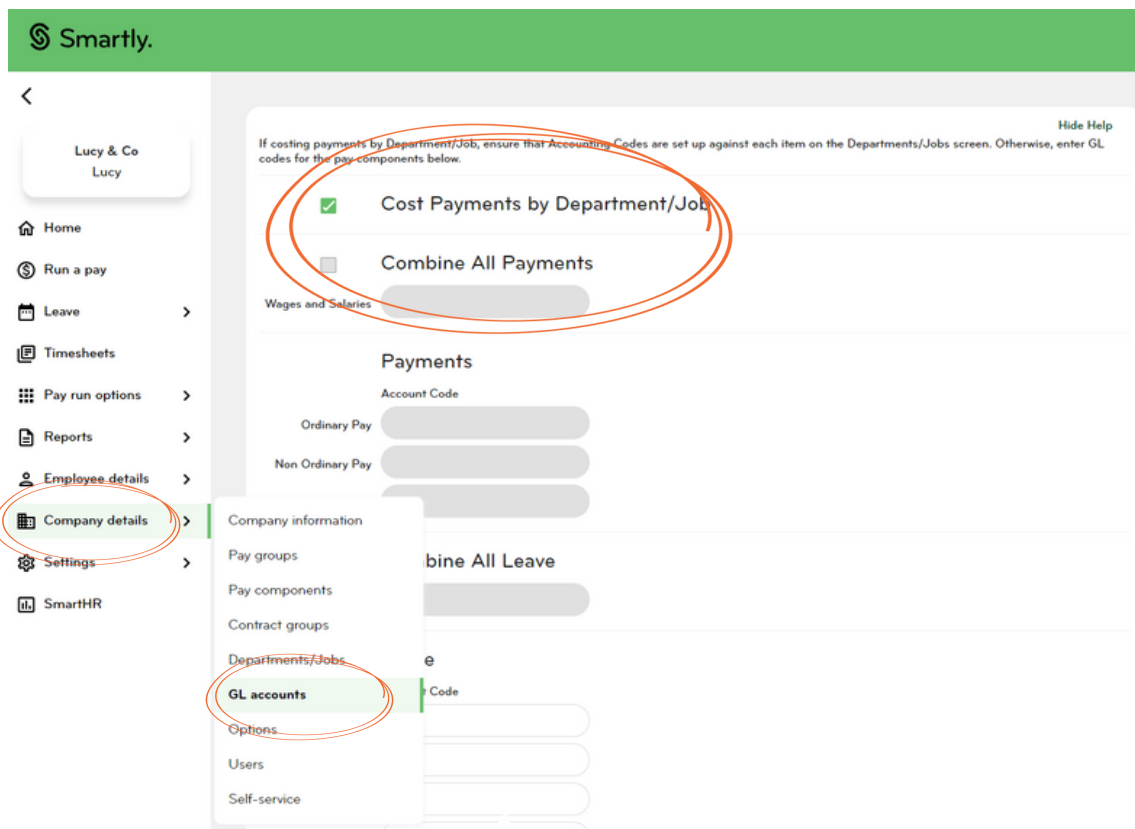 Smartly.
Lucy & Co
Lucy
Home
Run a pay
Leave
Timesheets
Pay run options
Reports
Employee details
Company details
Settings
SmartHR
Company information
Pay groups
Pay components
Contract groups
Departments/Jobs
GL accounts
Options
Users
Self-service
Hide Help
If costing payments by Department/Job, ensure that Accounting Codes are set up against each item on the Departments/Jobs screen. Otherwise, enter GL
codes for the pay components below.
Cost Payments by Department/Job
Combine All Payments
Wages and Salaries
Payments
Account Code
Ordinary Pay
Non Ordinary Pay
bine All Leave
e
Code